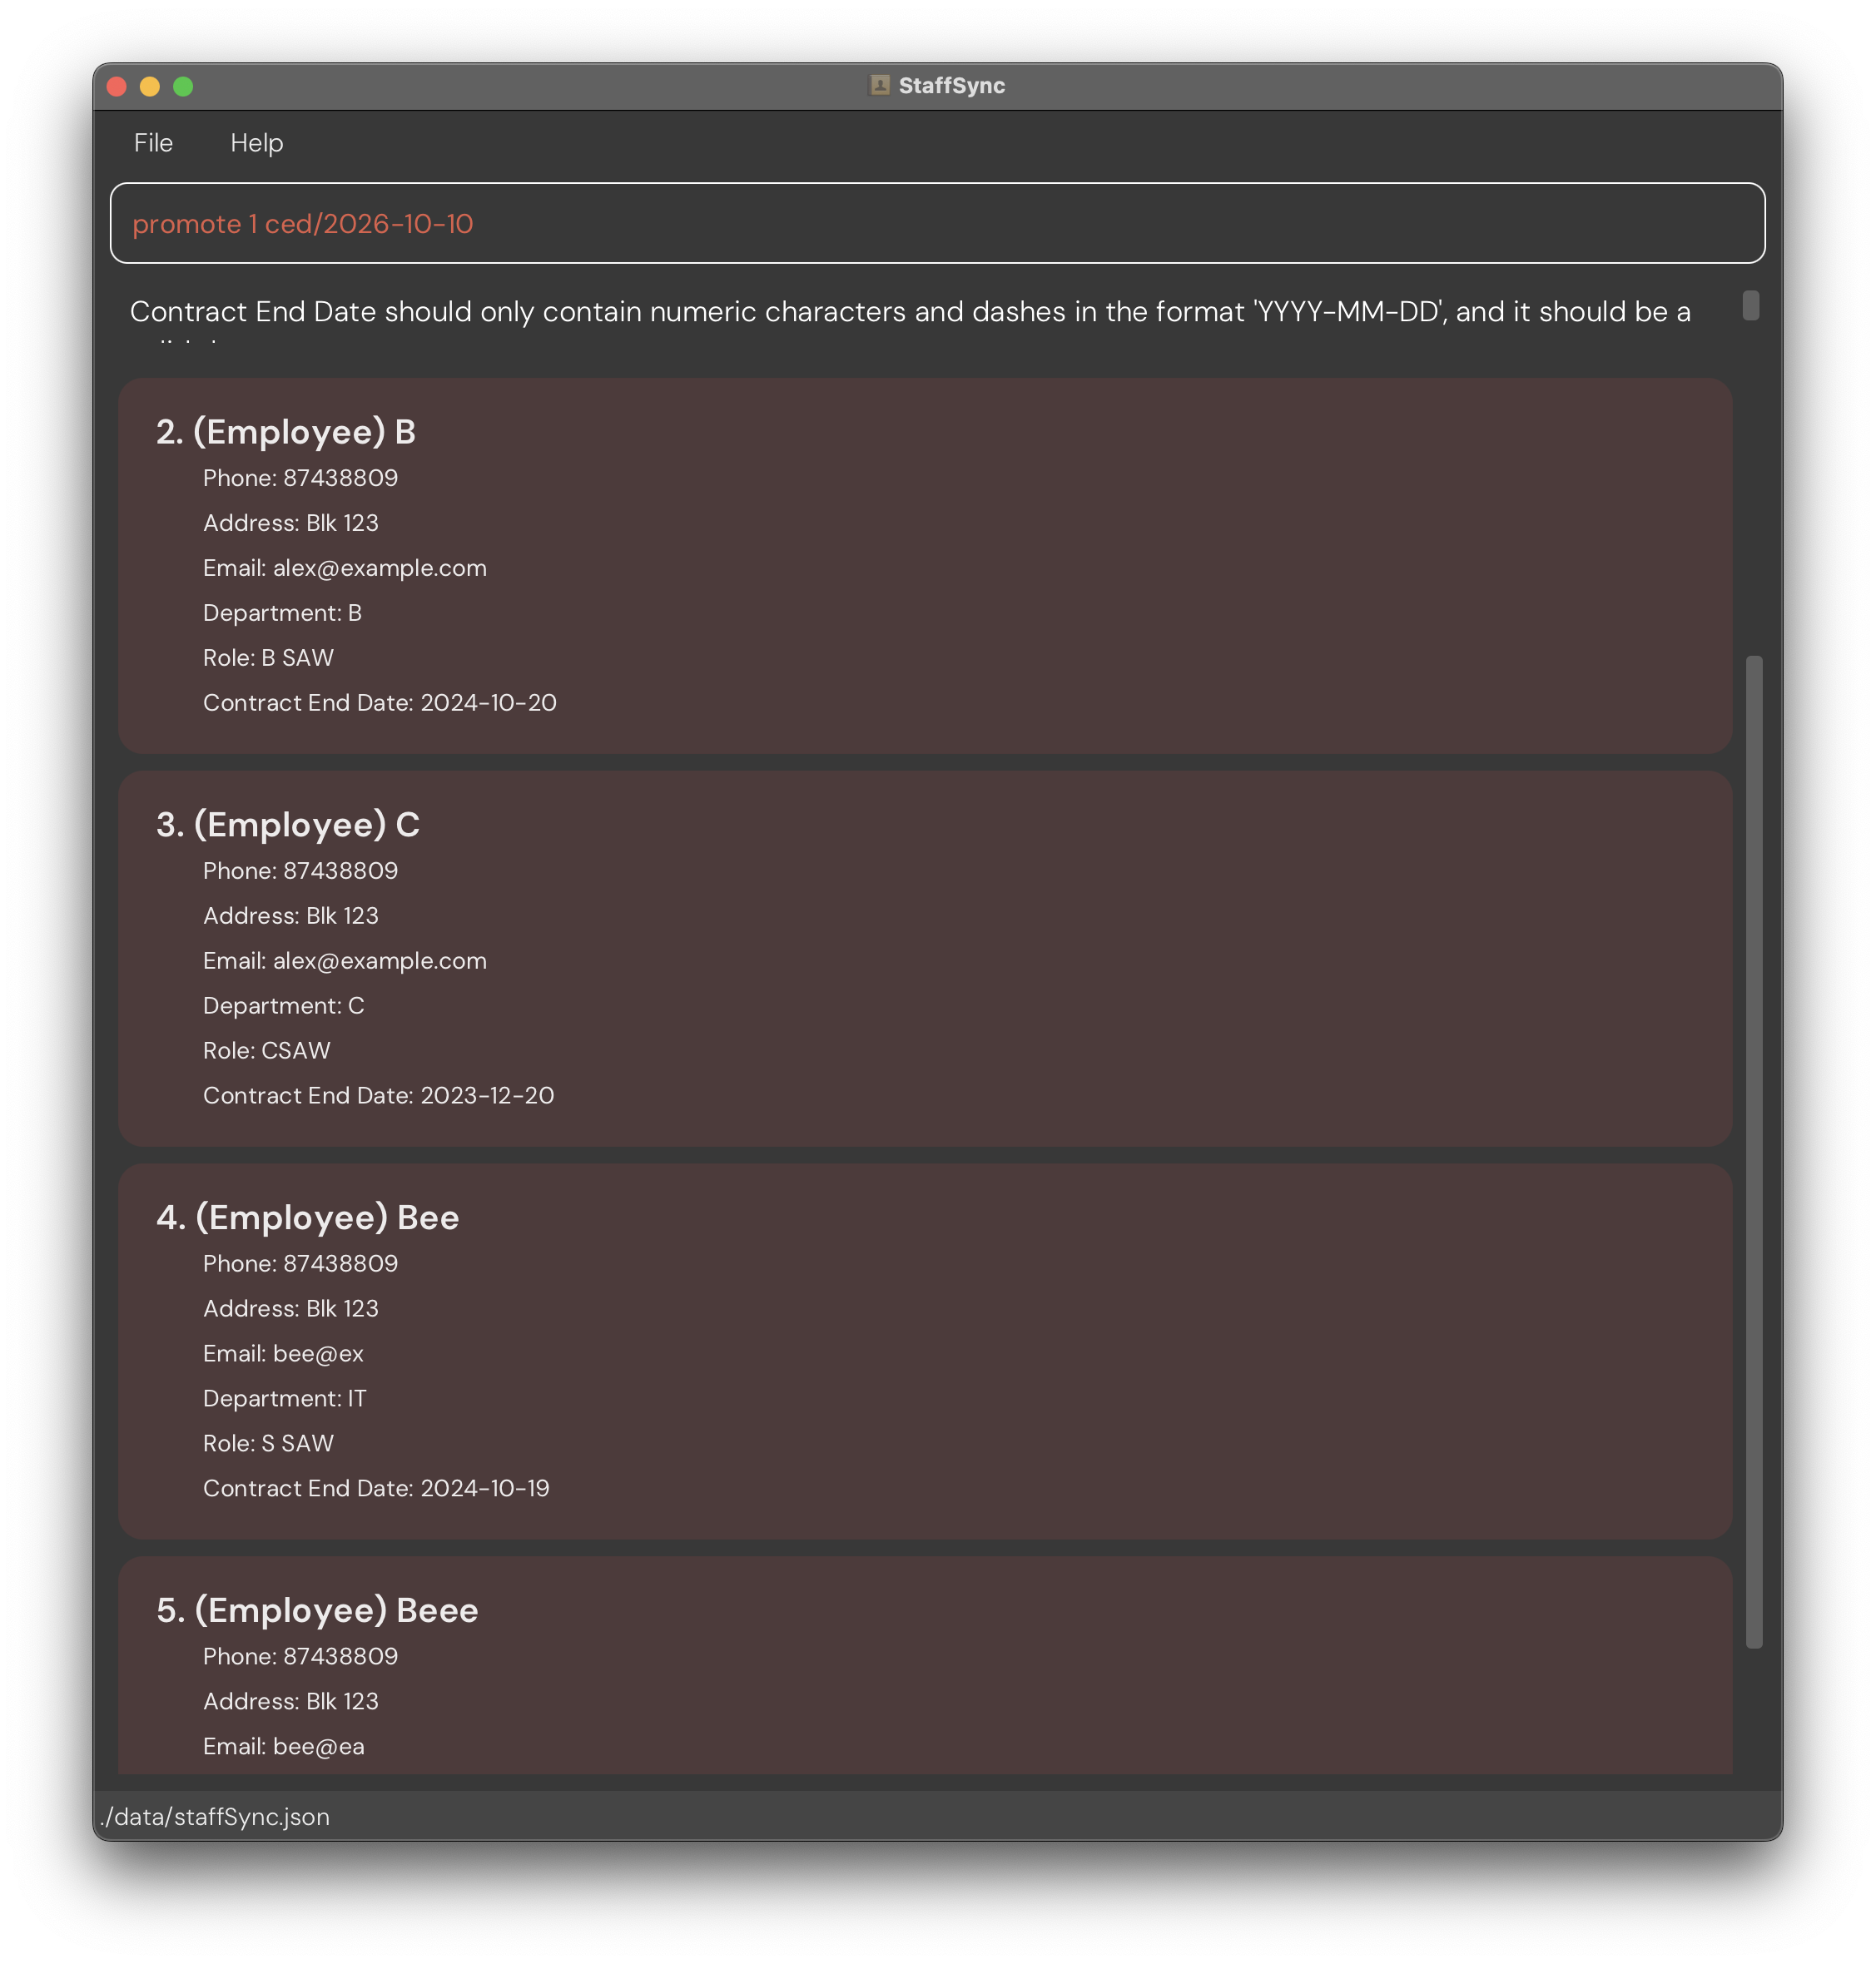 StaffSync
File Help
promote 1 ced/2026-10-10
Contract End Date should only contain numeric characters and dashes in the format 'YYYY-MM-DD', and it should be a
2. (Employee) B
Phone: 87438809
Address: Blk 123
Email: alex@example.com
Department: B
Role: B SAW
Contract End Date: 2024-10-20
3. (Employee) C
Phone: 87438809
Address: Blk 123
Email: alex@example.com
Department: C
Role: CSAW
Contract End Date: 2023-12-20
4. (Employee) Bee
Phone: 87438809
Address: Blk 123
Email: bee@ex
Department: IT
Role: S SAW
Contract End Date: 2024-10-19
5. (Employee) Beee
Phone: 87438809
Address: Blk 123
Email: bee@ea
./data/staffSync.json